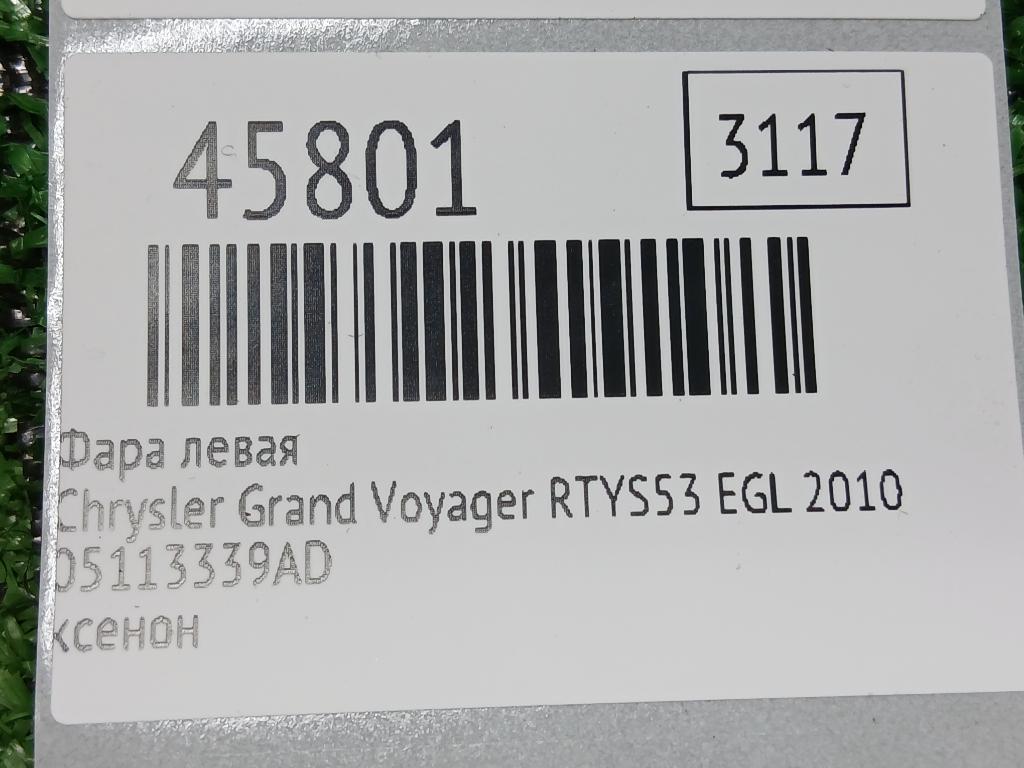 45801
3117
Фара левая
Chrysler Grand Voyager RTYS53 EGL 2010
05113339AD
ксенон